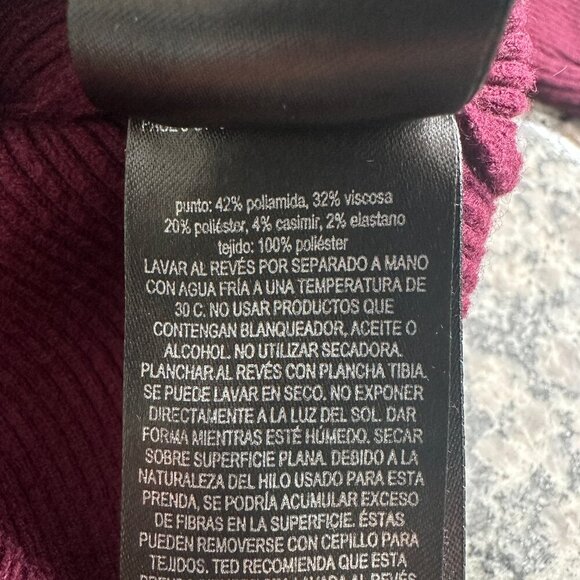 punto: 42% poliamida, 32% viscosa
20% poliéster, 4% casimir, 2% elastano
tejido: 100% poliéster
LAVAR AL REVÉS POR SEPARADO A MANO
CON AGUA FRÍA A UNA TEMPERATURA DE
30 C. NO USAR PRODUCTOS QUE
CONTENGAN BLANQUEADOR, ACEITE O
ALCOHOL. NO UTILIZAR SECADORA.
PLANCHAR AL REVÉS CON PLANCHA TIBIA.
SE PUEDE LAVAR EN SECO. NO EXPONER
DIRECTAMENTE A LA LUZ DEL SOL. DAR
FORMA MIENTRAS ESTÉ HÚMEDO. SECAR
SOBRE SUPERFICIE PLANA. DEBIDO A LA
NATURALEZA DEL HILO USADO PARA ESTA
PRENDA, SE PODRÍA ACUMULAR EXCESO
DE FIBRAS EN LA SUPERFICIE. ÉSTAS
PUEDEN REMOVERSE CON CEPILLO PARA
TEJIDOS. TED RECOMIENDA QUE ESTA